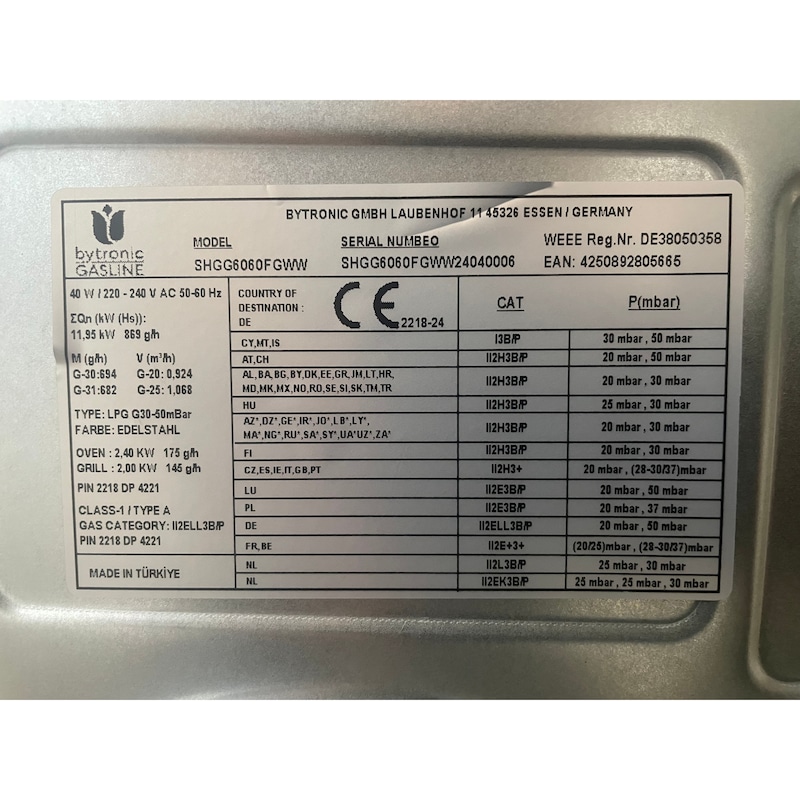 bytronic
GASLINE
BYTRONIC GMBH LAUBENHOF 11 45326 ESSEN / GERMANY
MODEL SERIAL NUMBEO WEEE Reg.Nr. DE38050358
SHGG6060FGWW SHGG6060FGWW24040006 EAN: 4250892805665
40 W / 220 - 240 V AC 50-60 Hz
ΣQn (kW (Hs)):
11,95 kW 869 g/h
M (g/h) V (m³/h)
G-30:694 G-20: 0,924
G-31:682 G-25: 1,068
TYPE: LPG G30-50mBar
FARBE: EDELSTAHL
OVEN : 2,40 KW 175 g/h
GRILL : 2,00 KW 145 g/h
PIN 2218 DP 4221
CLASS-1 / TYPE A
GAS CATEGORY: II2ELL3B/P
PIN 2218 DP 4221
MADE IN TÜRKİYE
COUNTRY OF
DESTINATION :
DE
CE 2218-24
CAT P(mbar)
CY,MT,IS I3B/P 30 mbar , 50 mbar
AT,CH II2H3B/P 20 mbar , 50 mbar
AL,BA,BG,BY,DK,EE,GR,JM,LT,HR,
MD,MK,MX,NO,RO,SE,SI,SK,TM,TR II2H3B/P 20 mbar , 30 mbar
HU II2H3B/P 25 mbar , 30 mbar
AZ*,DZ*,GE*,IR*,JO*,LB*,LY*,
MA*,NG*,RU*,SA*,SY*,UA*UZ*,ZA* II2H3B/P 20 mbar , 30 mbar
FI II2H3B/P 20 mbar , 30 mbar
CZ,ES,IE,IT,GB,PT II2H3+ 20 mbar , (28-30/37)mbar
LU II2E3B/P 20 mbar , 50 mbar
PL II2E3B/P 20 mbar , 37 mbar
DE II2ELL3B/P 20 mbar , 50 mbar
FR,BE II2E+3+ (20/25)mbar , (28-30/37)mbar
NL II2L3B/P 25 mbar , 30 mbar
NL II2EK3B/P 25 mbar , 25 mbar , 30 mbar